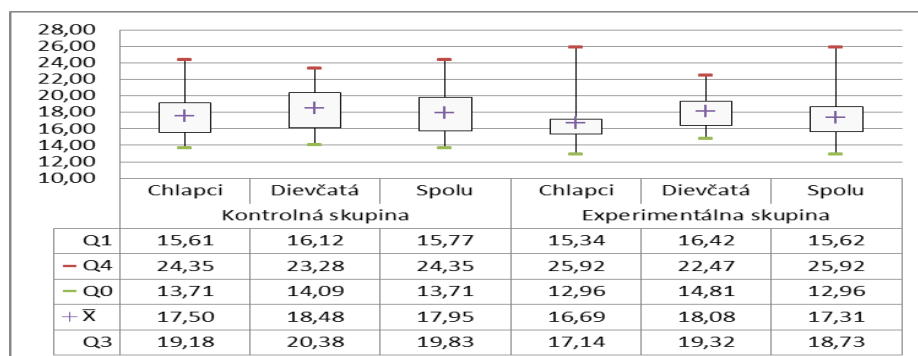 28,00
26,00
24,00
22,00
20,00
18,00
16,00
14,00
12,00
10,00
Chlapci Dievčatá Spolu Chlapci Dievčatá Spolu
Kontrolná skupina Experimentálna skupina
Q1 15,61 16,12 15,77 15,34 16,42 15,62
Q4 24,35 23,28 24,35 25,92 22,47 25,92
Q0 13,71 14,09 13,71 12,96 14,81 12,96
x̅ 17,50 18,48 17,95 16,69 18,08 17,31
Q3 19,18 20,38 19,83 17,14 19,32 18,73